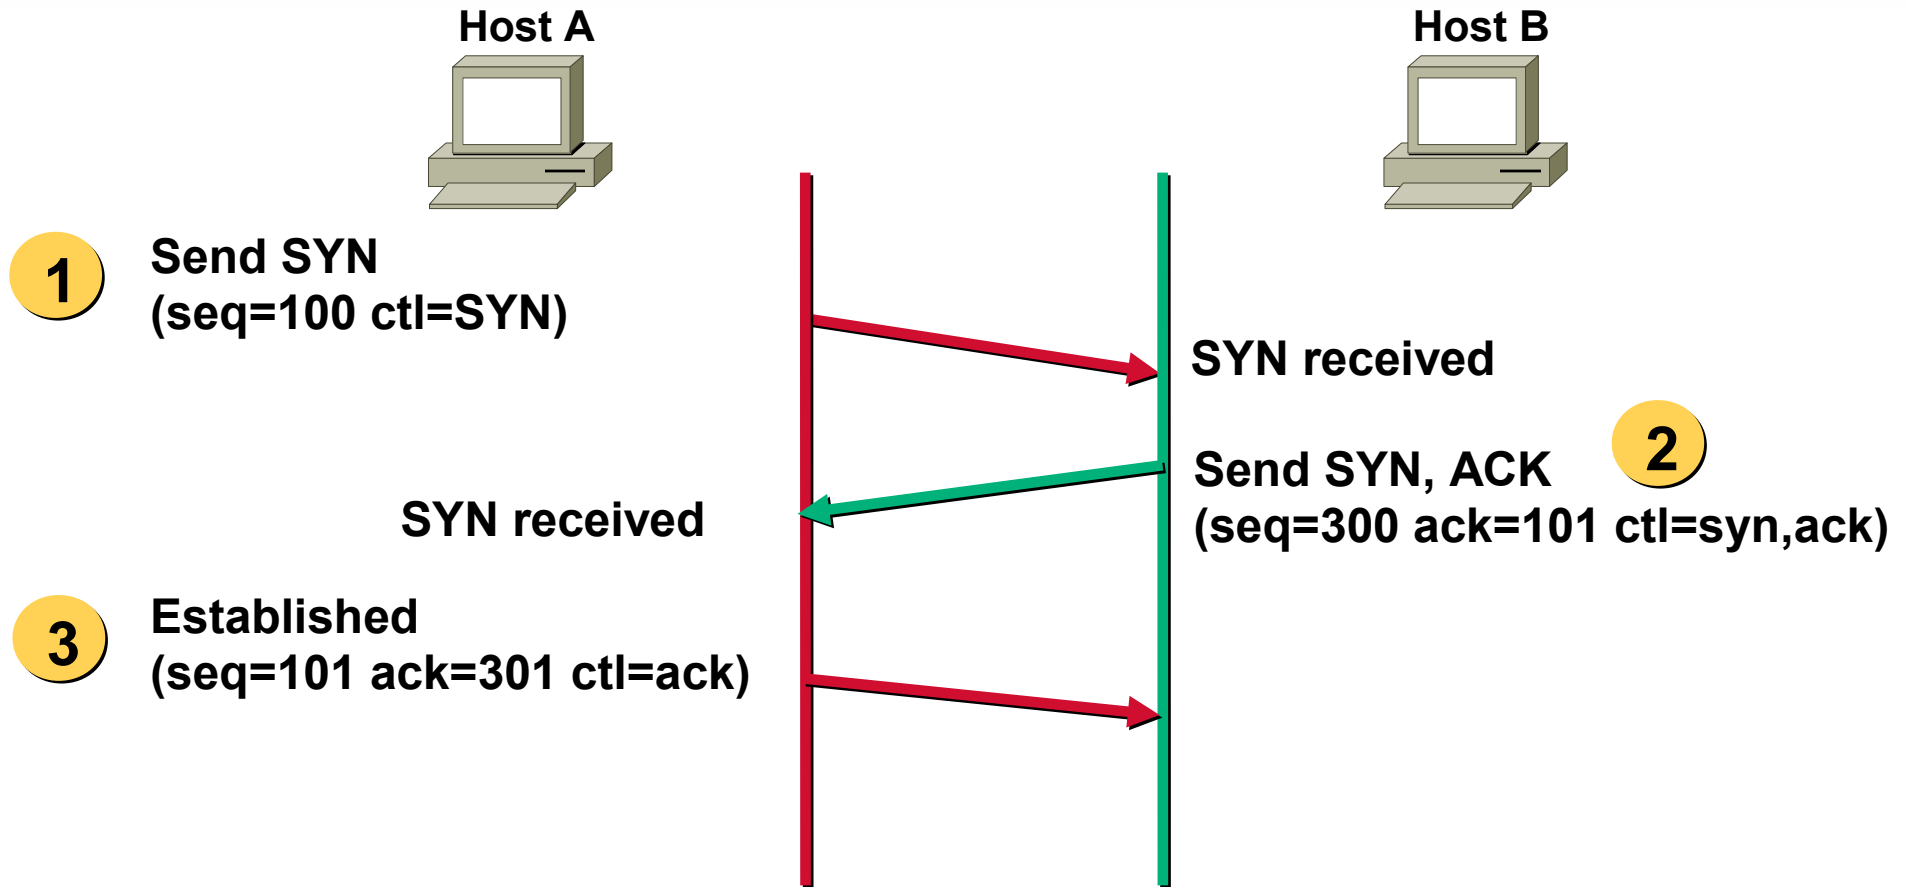 Host A
Host B
1
Send SYN
(seq=100 ctl=SYN)
SYN received
2
Send SYN, ACK
(seq=300 ack=101 ctl=syn,ack)
SYN received
3
Established
(seq=101 ack=301 ctl=ack)